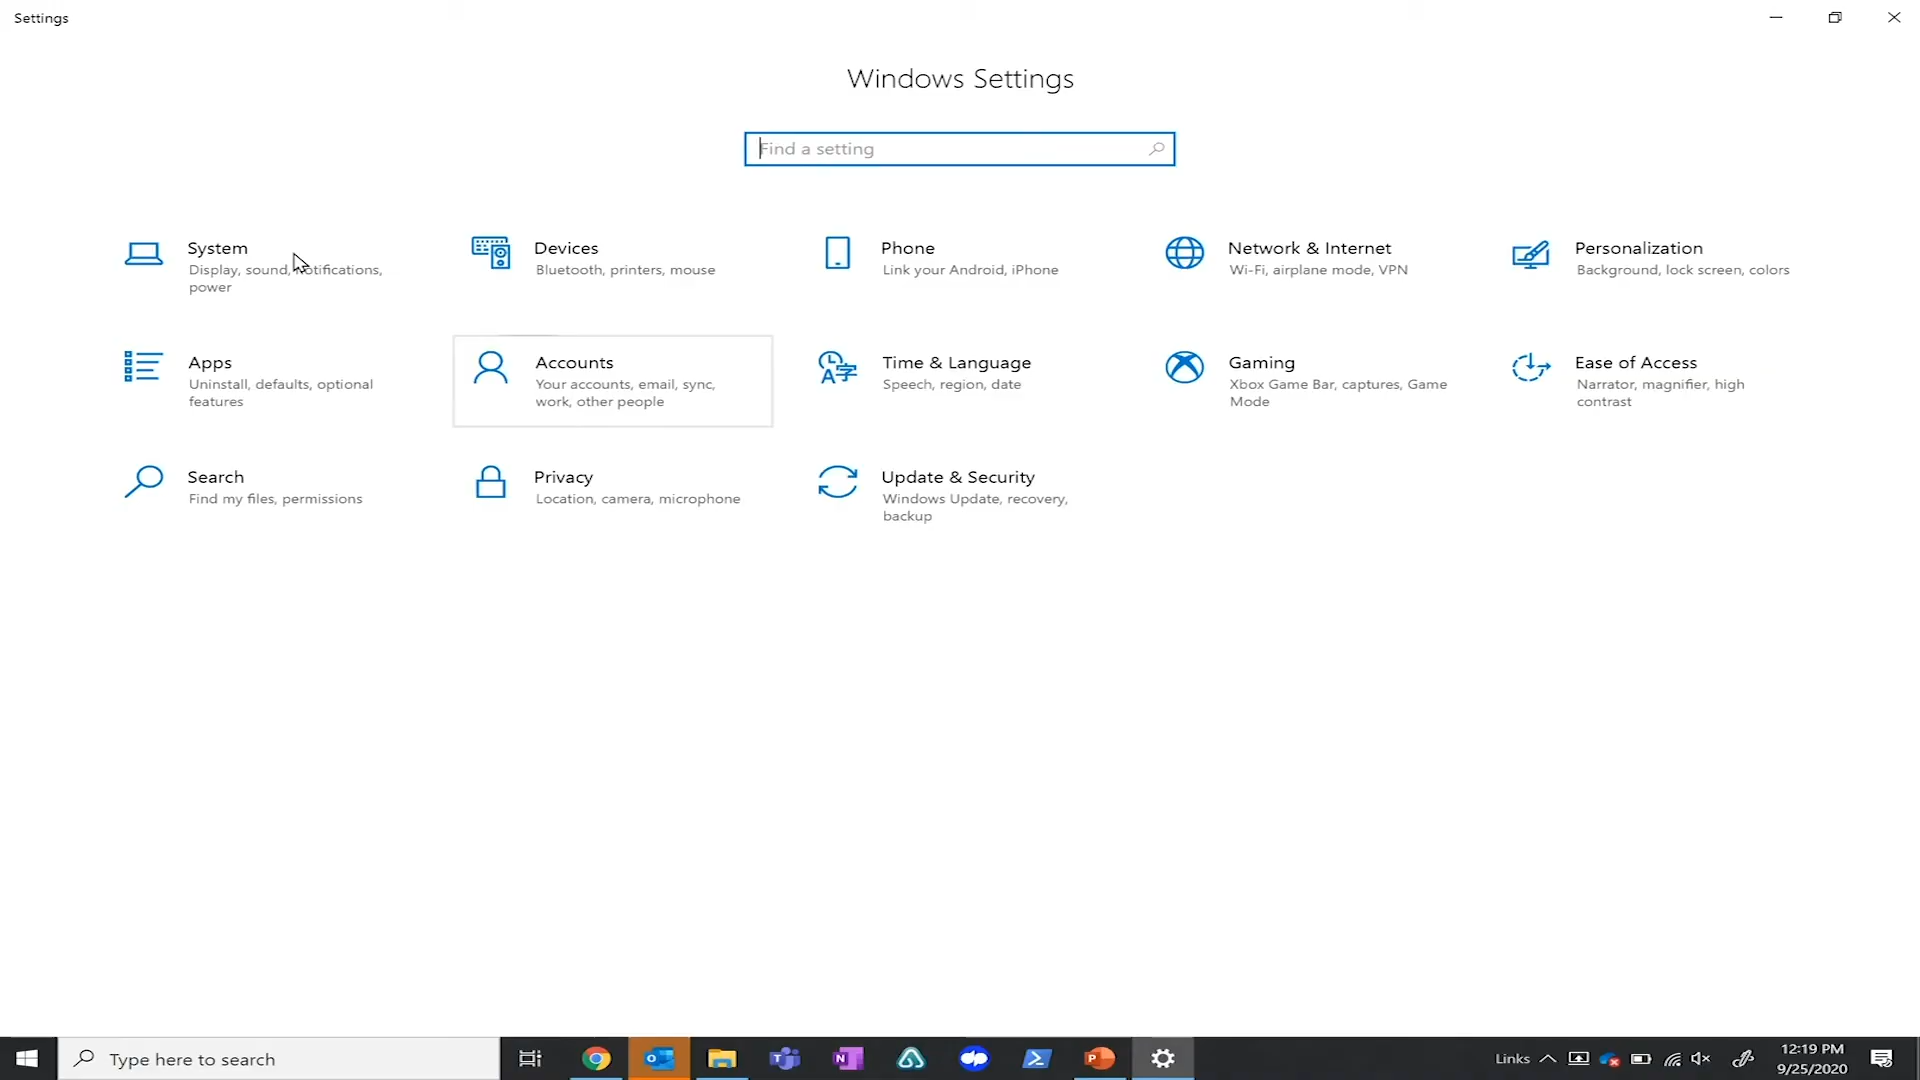 Settings
Windows Settings
Find a setting
System
Display, sound, notifications,
power
Devices
Bluetooth, printers, mouse
Phone
Link your Android, iPhone
Network & Internet
Wi-Fi, airplane mode, VPN
Personalization
Background, lock screen, colors
Apps
Uninstall, defaults, optional
features
Accounts
Your accounts, email, sync,
work, other people
Time & Language
Speech, region, date
Gaming
Xbox Game Bar, captures, Game
Mode
Ease of Access
Narrator, magnifier, high
contrast
Search
Find my files, permissions
Privacy
Location, camera, microphone
Update & Security
Windows Update, recovery,
backup
Type here to search
Links
12:19 PM
9/25/2020